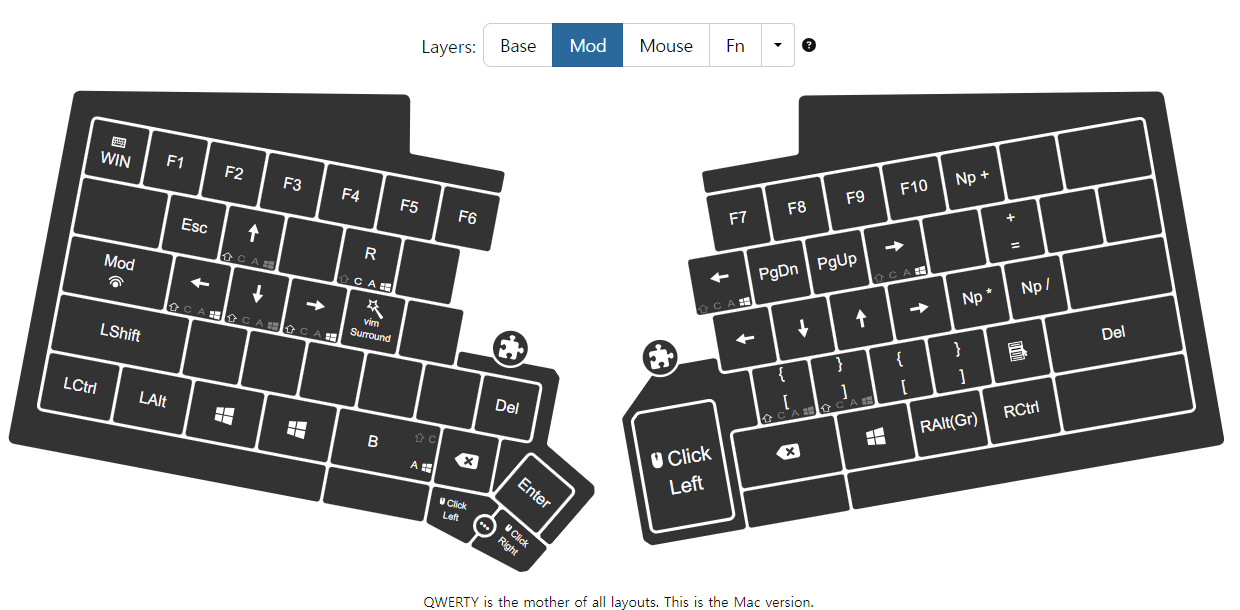 Layers: Base Mod Mouse Fn
WIN F1 F2 F3 F4 F5 F6
F7 F8 F9 F10 Np +
Esc R
C A
C A
PgDn PgUp + =
C A
C A
Mod
C A
C A
C A
vim
Surround
Np * Np /
LShift
Del
{ [ } ] { [ } ]
C A
C A
Del
LCtrl LAlt B
C
A
Enter
Click
Left
Click
Right
Click
Left
RAlt(Gr) RCtrl
QWERTY is the mother of all layouts. This is the Mac version.